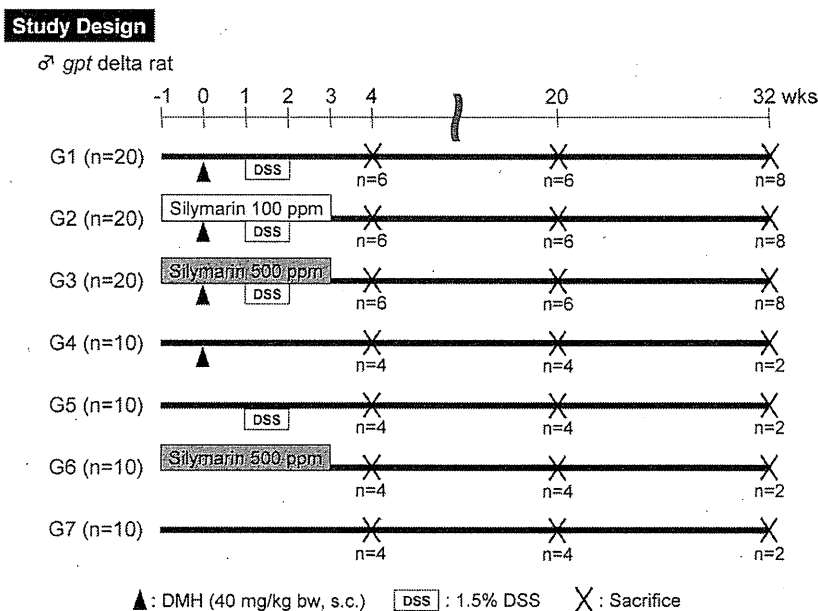 Study Design
♂ gpt delta rat
-1 0 1 2 3 4 20 32 wks
G1 (n=20) DSS
n=6 n=6 n=8
G2 (n=20) Silymarin 100 ppm DSS
n=6 n=6 n=8
G3 (n=20) Silymarin 500 ppm DSS
n=6 n=6 n=8
G4 (n=10)
n=4 n=4 n=2
G5 (n=10) DSS
n=4 n=4 n=2
G6 (n=10) Silymarin 500 ppm
n=4 n=4 n=2
G7 (n=10)
n=4 n=4 n=2
▲: DMH (40 mg/kg bw, s.c.) DSS : 1.5% DSS X : Sacrifice